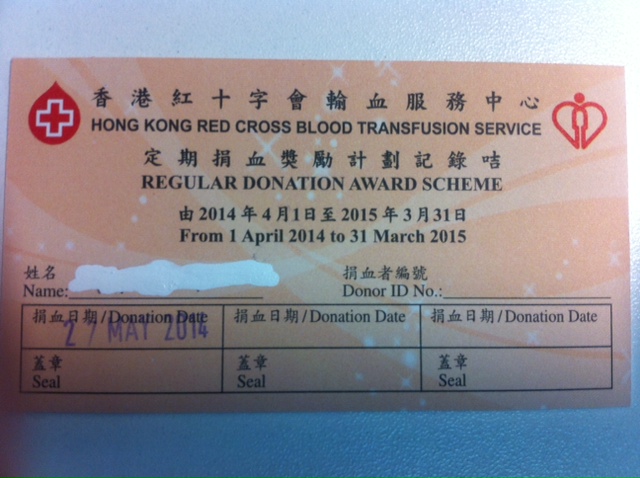 香港紅十字會輸血服務中心
HONG KONG RED CROSS BLOOD TRANSFUSION SERVICE
定期捐血獎勵計劃記錄咭
REGULAR DONATION AWARD SCHEME
由2014年4月1日至2015年3月31日
From 1 April 2014 to 31 March 2015
姓名 捐血者編號
Name: Donor ID No.:
捐血日期/Donation Date 捐血日期/Donation Date 捐血日期/Donation Date
27 MAY 2014
蓋章 蓋章 蓋章
Seal Seal Seal